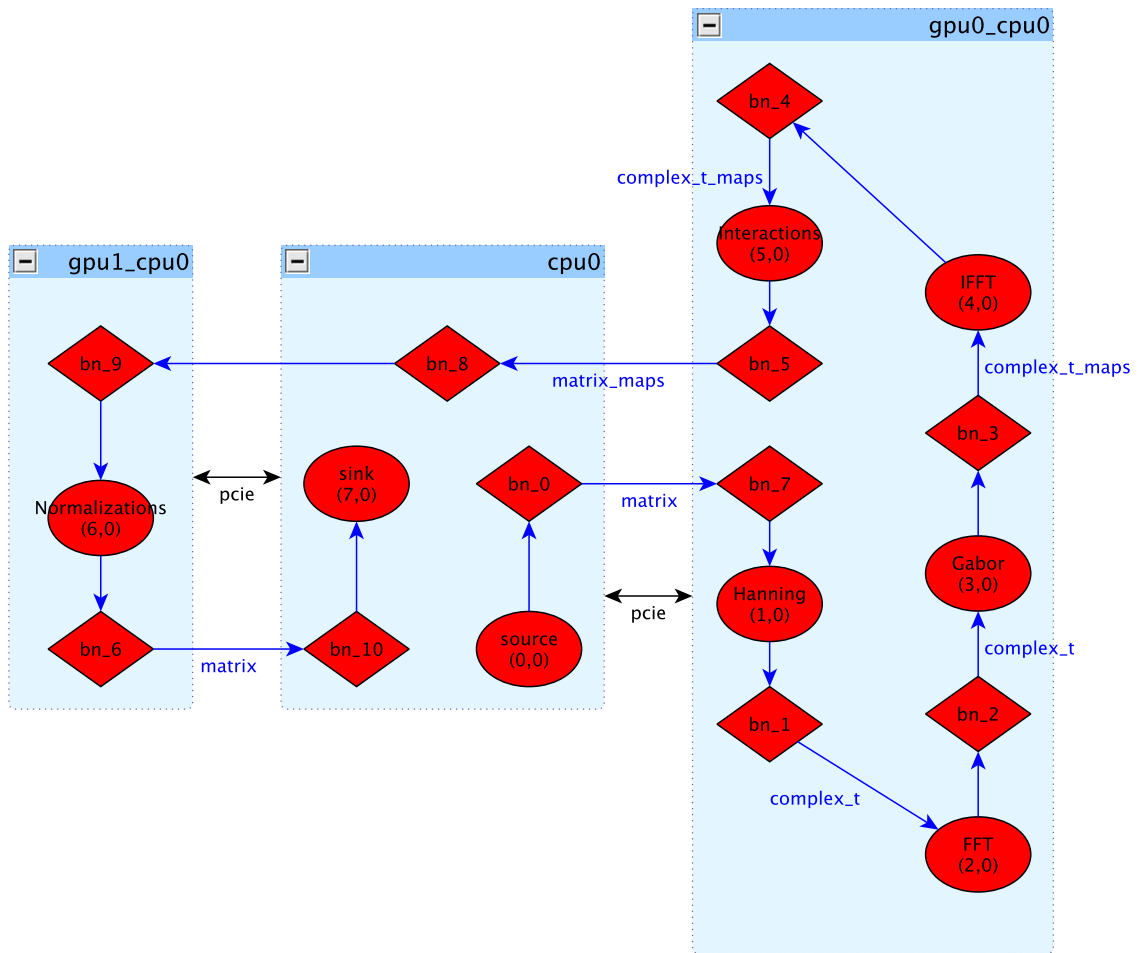 gpu0_cpu0
bn_4
complex_t_maps
Interactions
(5,0)
IFFT
(4,0)
gpu1_cpu0
cpu0
bn_9
bn_8
matrix_maps
bn_5
complex_t_maps
bn_3
pcie
sink
(7,0)
bn_0
matrix
bn_7
Normalizations
(6,0)
pcie
Hanning
(1,0)
Gabor
(3,0)
bn_6
matrix
bn_10
source
(0,0)
complex_t
bn_1
bn_2
complex_t
FFT
(2,0)